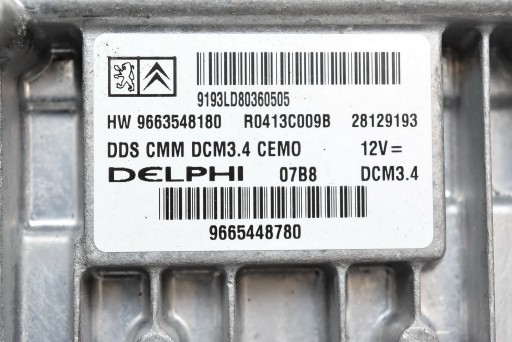 9193LD80360505
HW 9663548180 R0413C009B 28129193
DDS CMM DCM3.4 CEMO 12V=
DELPHI 07B8 DCM3.4
9665448780